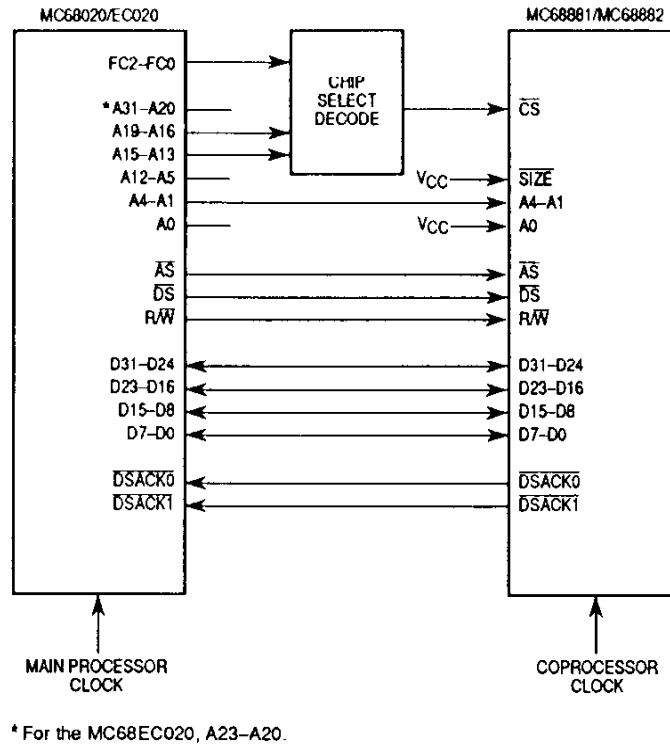 MC68020/EC020
MC68881/MC68882
FC2–FC0
*A31–A20
A19–A16
A15–A13
A12–A5
A4–A1
A0
AS
DS
R/W
D31–D24
D23–D16
D15–D8
D7–D0
DSACK0
DSACK1
CHIP
SELECT
DECODE
VCC
VCC
CS
SIZE
A4–A1
A0
AS
DS
R/W
D31–D24
D23–D16
D15–D8
D7–D0
DSACK0
DSACK1
MAIN PROCESSOR
CLOCK
COPROCESSOR
CLOCK
* For the MC68EC020, A23–A20.